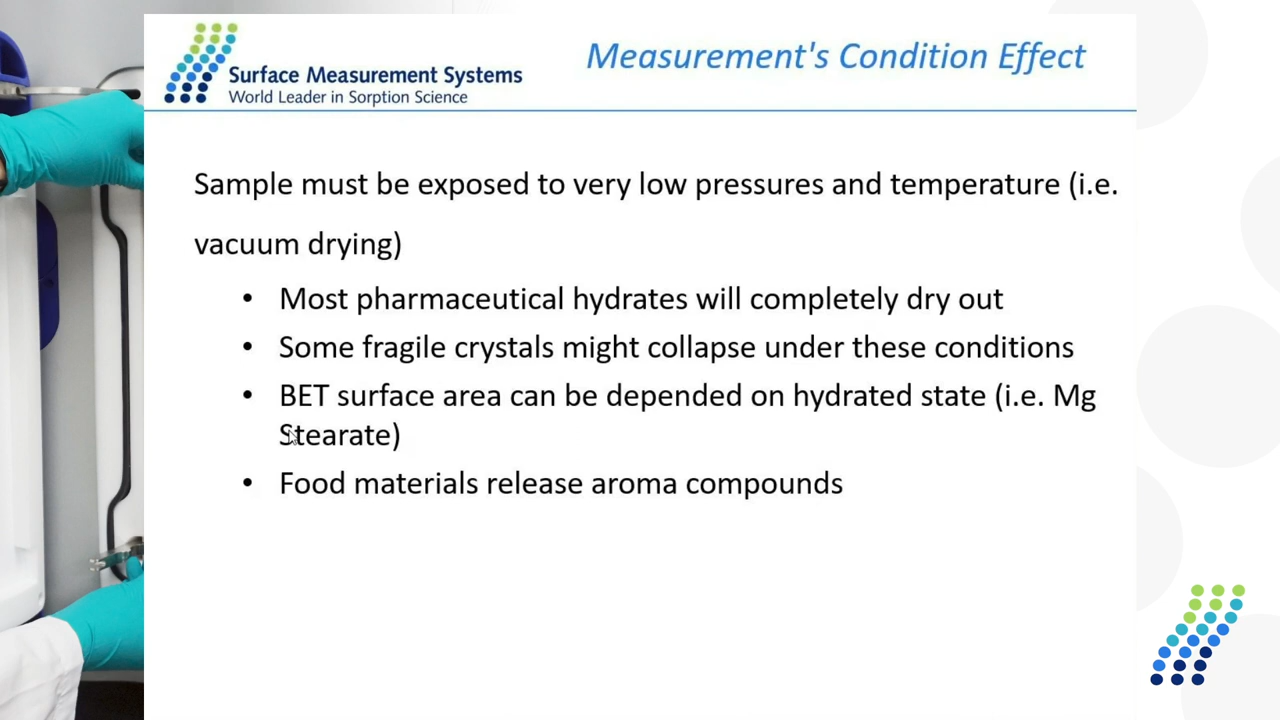 Surface Measurement Systems
World Leader in Sorption Science
Measurement's Condition Effect
Sample must be exposed to very low pressures and temperature (i.e.
vacuum drying)
• Most pharmaceutical hydrates will completely dry out
• Some fragile crystals might collapse under these conditions
• BET surface area can be depended on hydrated state (i.e. Mg
Stearate)
• Food materials release aroma compounds